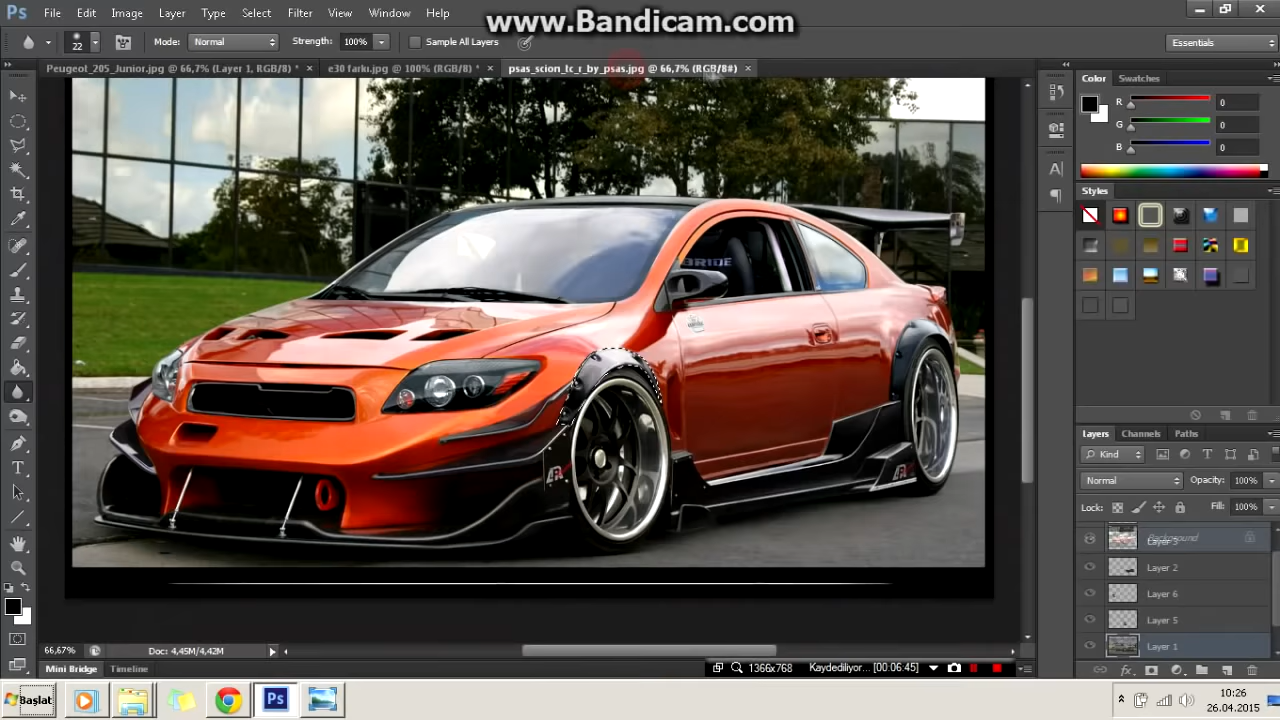 www.Bandicam.com
Ps File Edit Image Layer Type Select Filter View Window Help
22 Mode: Normal Strength: 100% Sample All Layers Essentials
Peugeot_205_Junior.jpg @ 66,7% (Layer 1, RGB/8) * × e30 farkı.jpg @ 100% (RGB/8) * × psas_scion_tc_r_by_psas.jpg @ 66,7% (RGB/8#) ×
Color Swatches
R 0
G 0
B 0
Styles
BRIDE
Layers Channels Paths
Kind
Normal Opacity: 100%
Lock: Fill: 100%
Background
Layer 3
Layer 2
Layer 6
Layer 5
Layer 1
66,67% Doc: 4,45M/4,42M
Mini Bridge Timeline
1366x768 Kaydediliyor... [00:06.45]
Başlat
10:26
26.04.2015